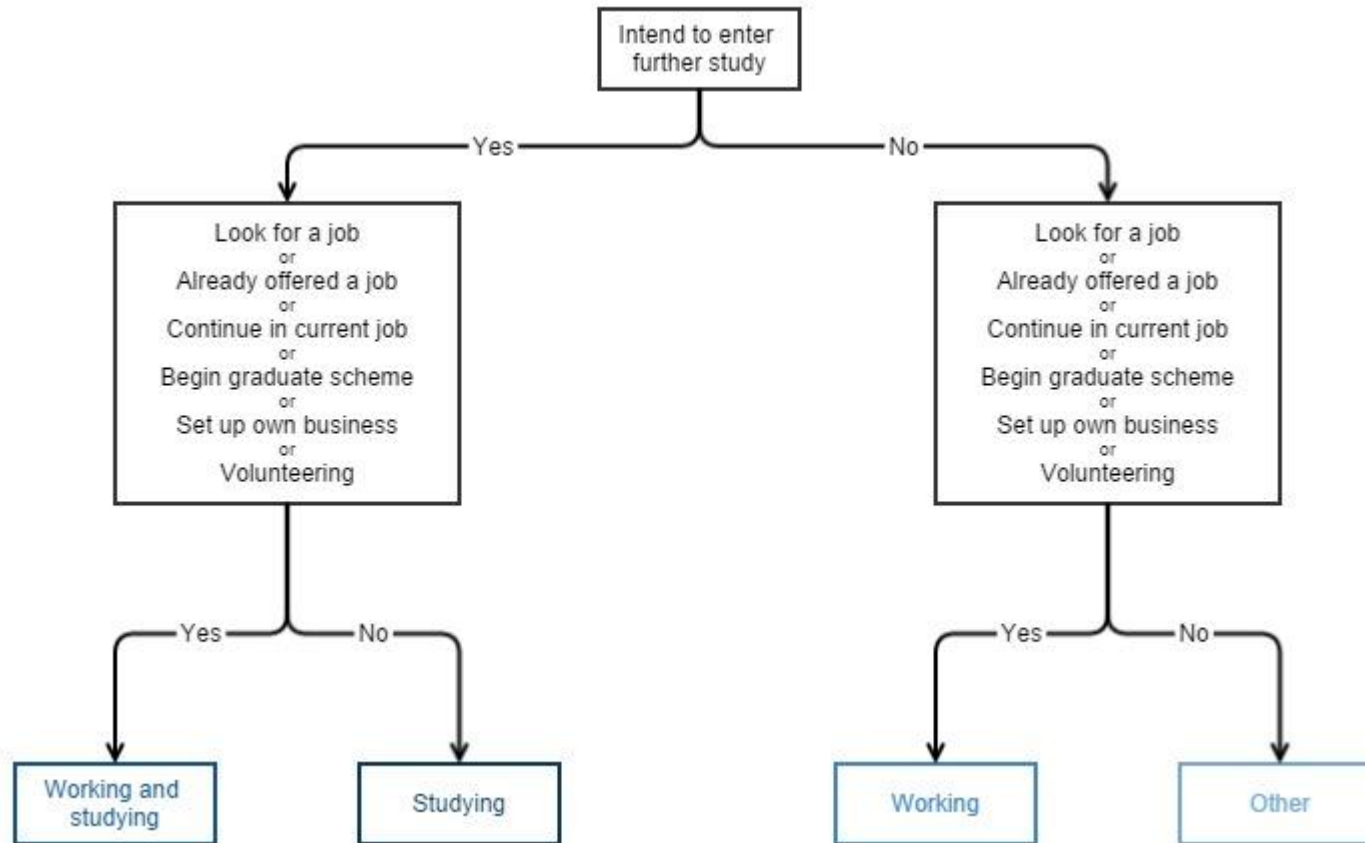 Intend to enter
further study
Yes
No
Look for a job
or
Already offered a job
or
Continue in current job
or
Begin graduate scheme
or
Set up own business
or
Volunteering
Look for a job
or
Already offered a job
or
Continue in current job
or
Begin graduate scheme
or
Set up own business
or
Volunteering
Yes
No
Yes
No
Working and
studying
Studying
Working
Other